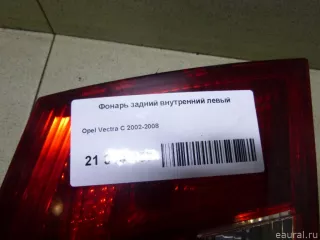 Фонарь задний внутренний левый
Opel Vectra C 2002-2008
21
eaural.ru